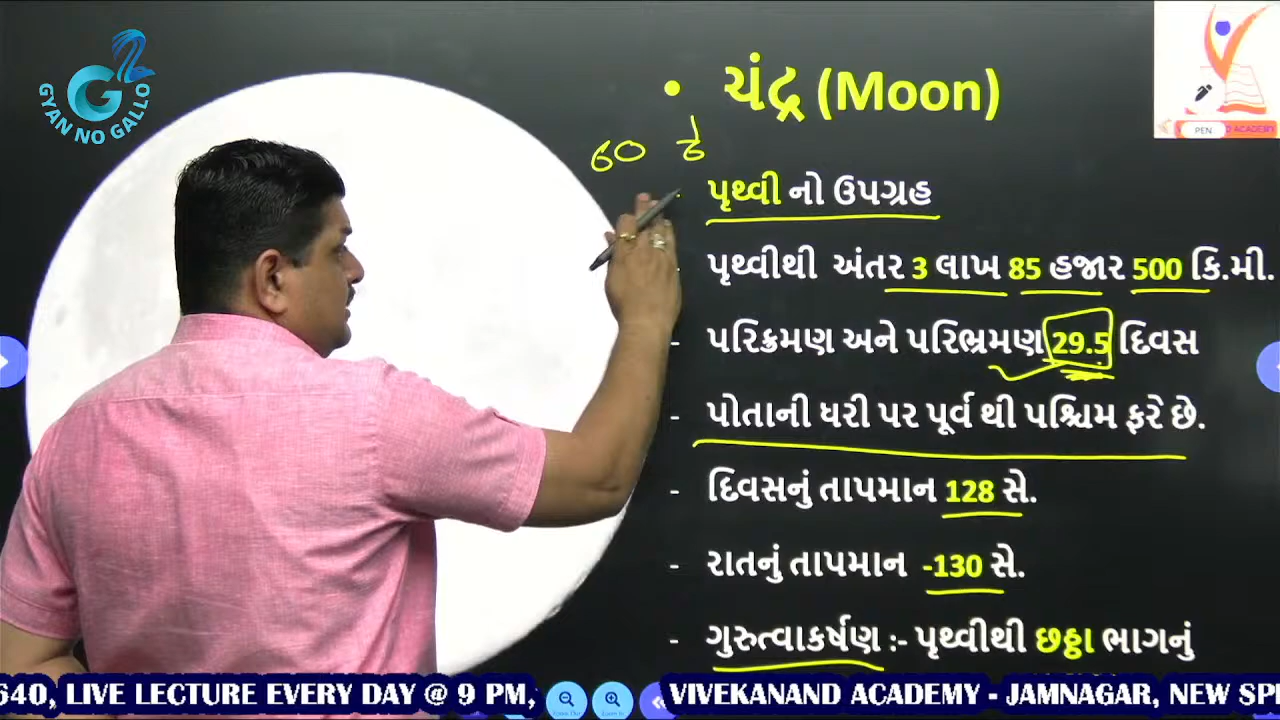 GYAN NO GALLO
G2
• ચંદ્ર (Moon)
60
PEN
પૃથ્વી નો ઉપગ્રહ
- પૃથ્વીથી અંતર 3 લાખ 85 હજાર 500 કિ.મી.
- પરિક્રમણ અને પરિભ્રમણ 29.5 દિવસ
- પોતાની ધરી પર પૂર્વ થી પશ્ચિમ ફરે છે.
- દિવસનું તાપમાન 128 સે.
- રાતનું તાપમાન -130 સે.
- ગુરુત્વાકર્ષણ :- પૃથ્વીથી છઠ્ઠા ભાગનું
640, LIVE LECTURE EVERY DAY @ 9 PM, VIVEKANAND ACADEMY - JAMNAGAR, NEW SP